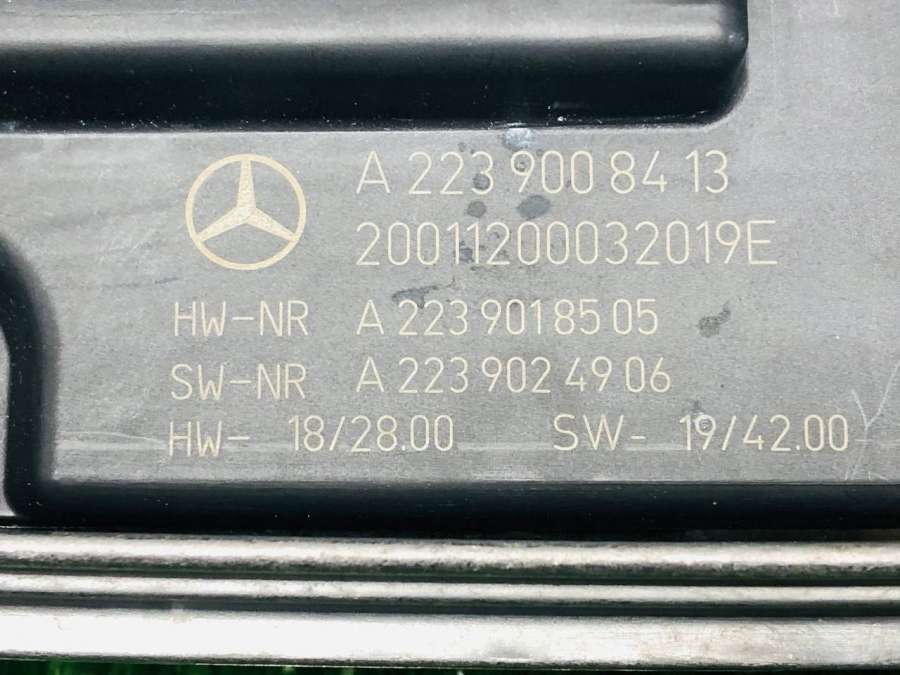 A 223 900 84 13
20011200032019E
HW-NR A 223 901 85 05
SW-NR A 223 902 49 06
HW- 18/28.00 SW- 19/42.00